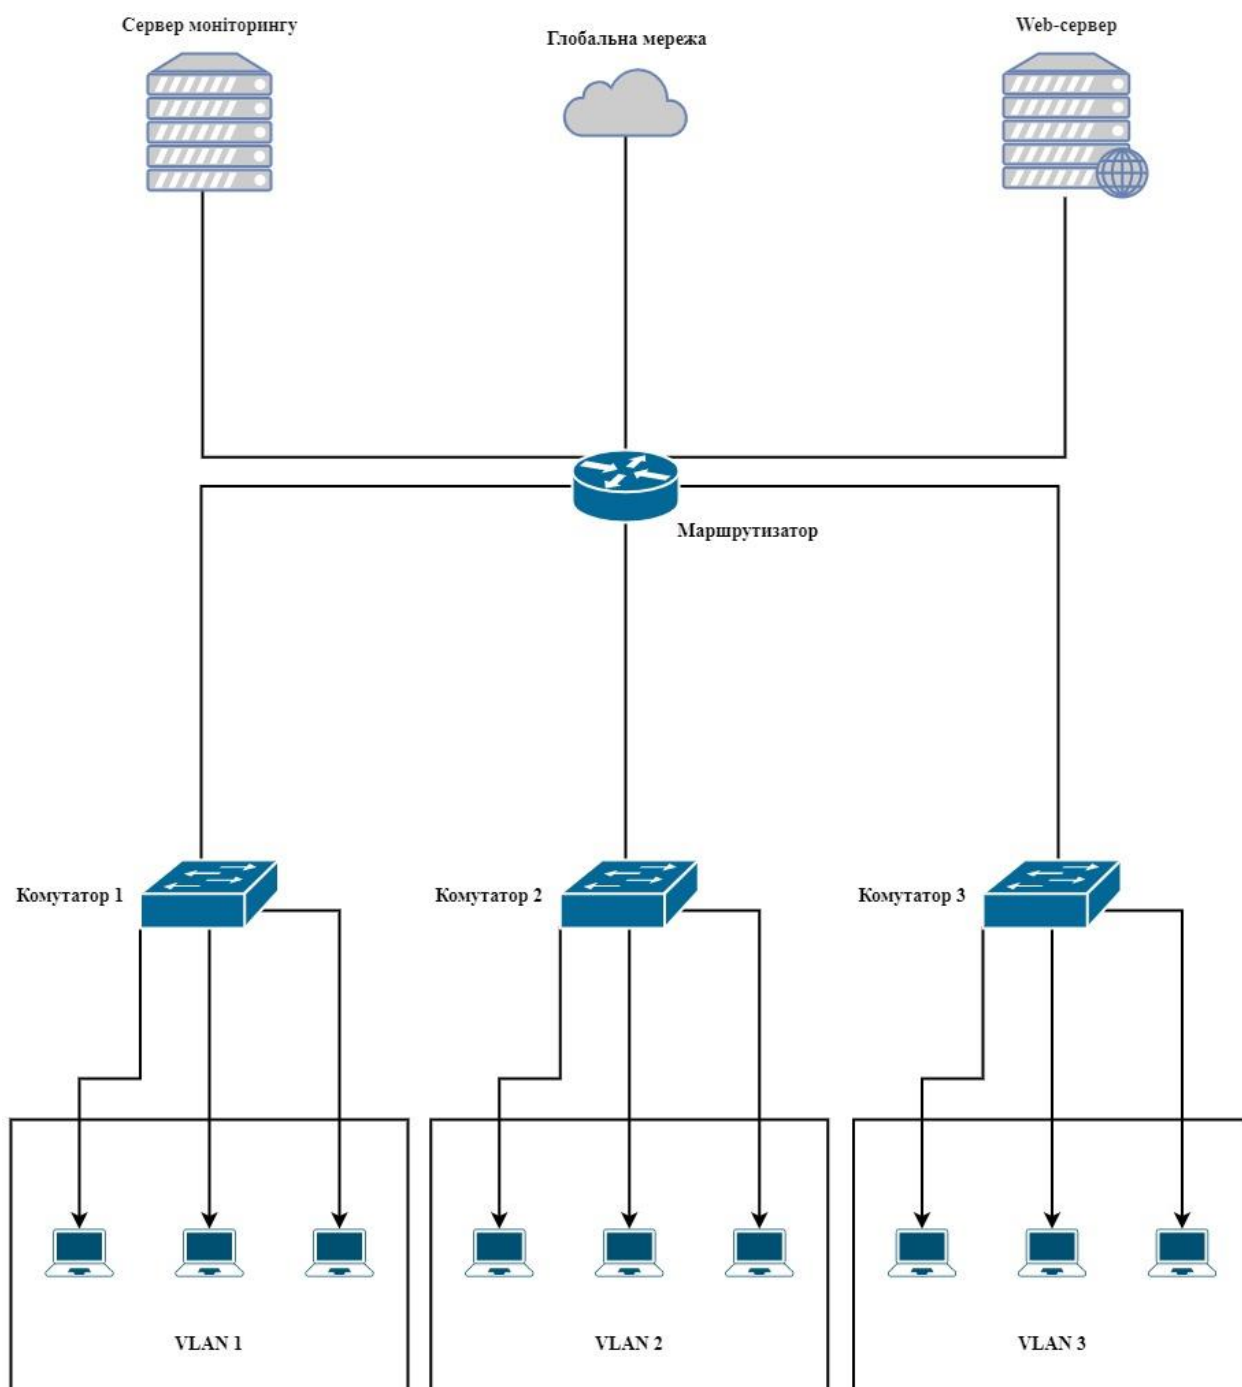 Сервер моніторингу
Глобальна мережа
Web-сервер
Маршрутизатор
Комутатор 1
Комутатор 2
Комутатор 3
VLAN 1
VLAN 2
VLAN 3